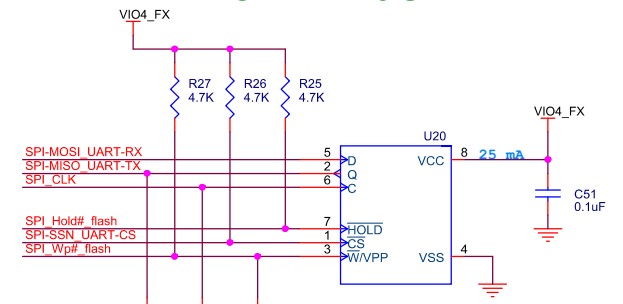 VIO4_FX
R27
4.7K
R26
4.7K
R25
4.7K
VIO4_FX
U20
SPI-MOSI_UART-RX
5
D
VCC
8
25 mA
SPI-MISO_UART-TX
2
Q
SPI_CLK
6
C
C51
0.1uF
SPI_Hold#_flash
7
HOLD
SPI-SSN_UART-CS
1
CS
SPI_Wp#_flash
3
W/VPP
VSS
4